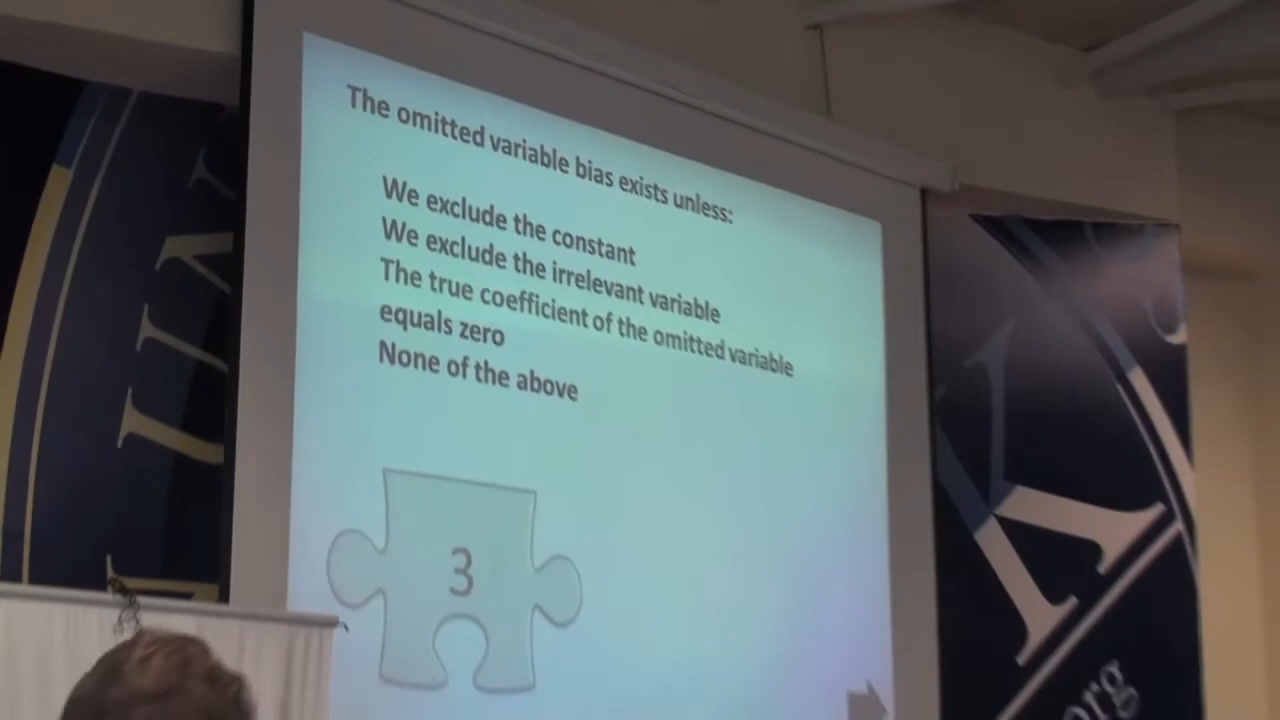 The omitted variable bias exists unless:
We exclude the constant
We exclude the irrelevant variable
The true coefficient of the omitted variable
equals zero
None of the above
3
org